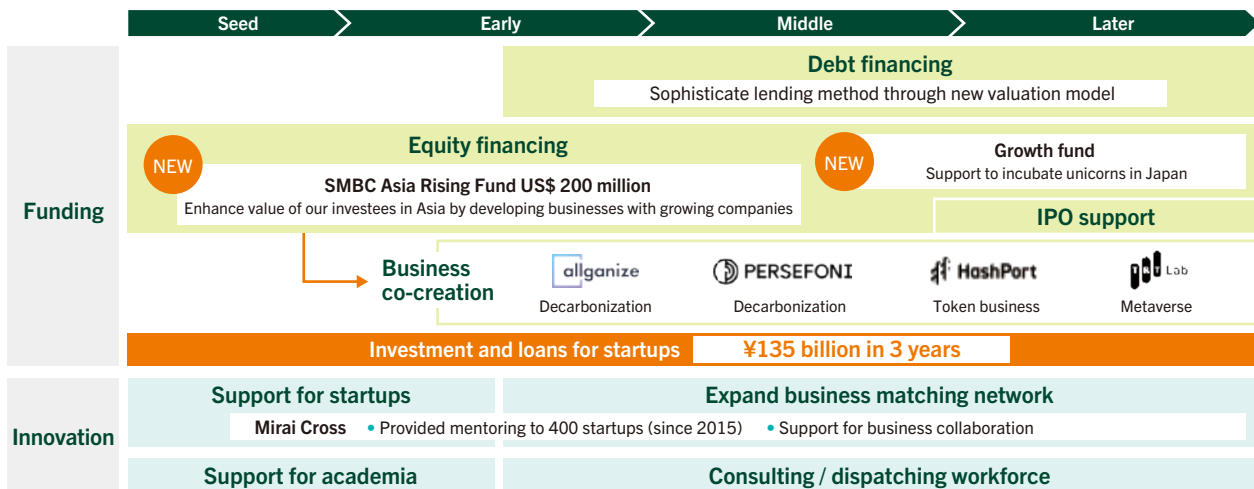 Seed
Early
Middle
Later
Funding
Debt financing
Sophisticate lending method through new valuation model
NEW
Equity financing
SMBC Asia Rising Fund US$ 200 million
Enhance value of our investees in Asia by developing businesses with growing companies
NEW
Growth fund
Support to incubate unicorns in Japan
IPO support
Business
co-creation
allganize
Decarbonization
PERSEFONI
Decarbonization
HashPort
Token business
TRT Lab
Metaverse
Investment and loans for startups ¥135 billion in 3 years
Innovation
Support for startups
Expand business matching network
Mirai Cross • Provided mentoring to 400 startups (since 2015) • Support for business collaboration
Support for academia
Consulting / dispatching workforce